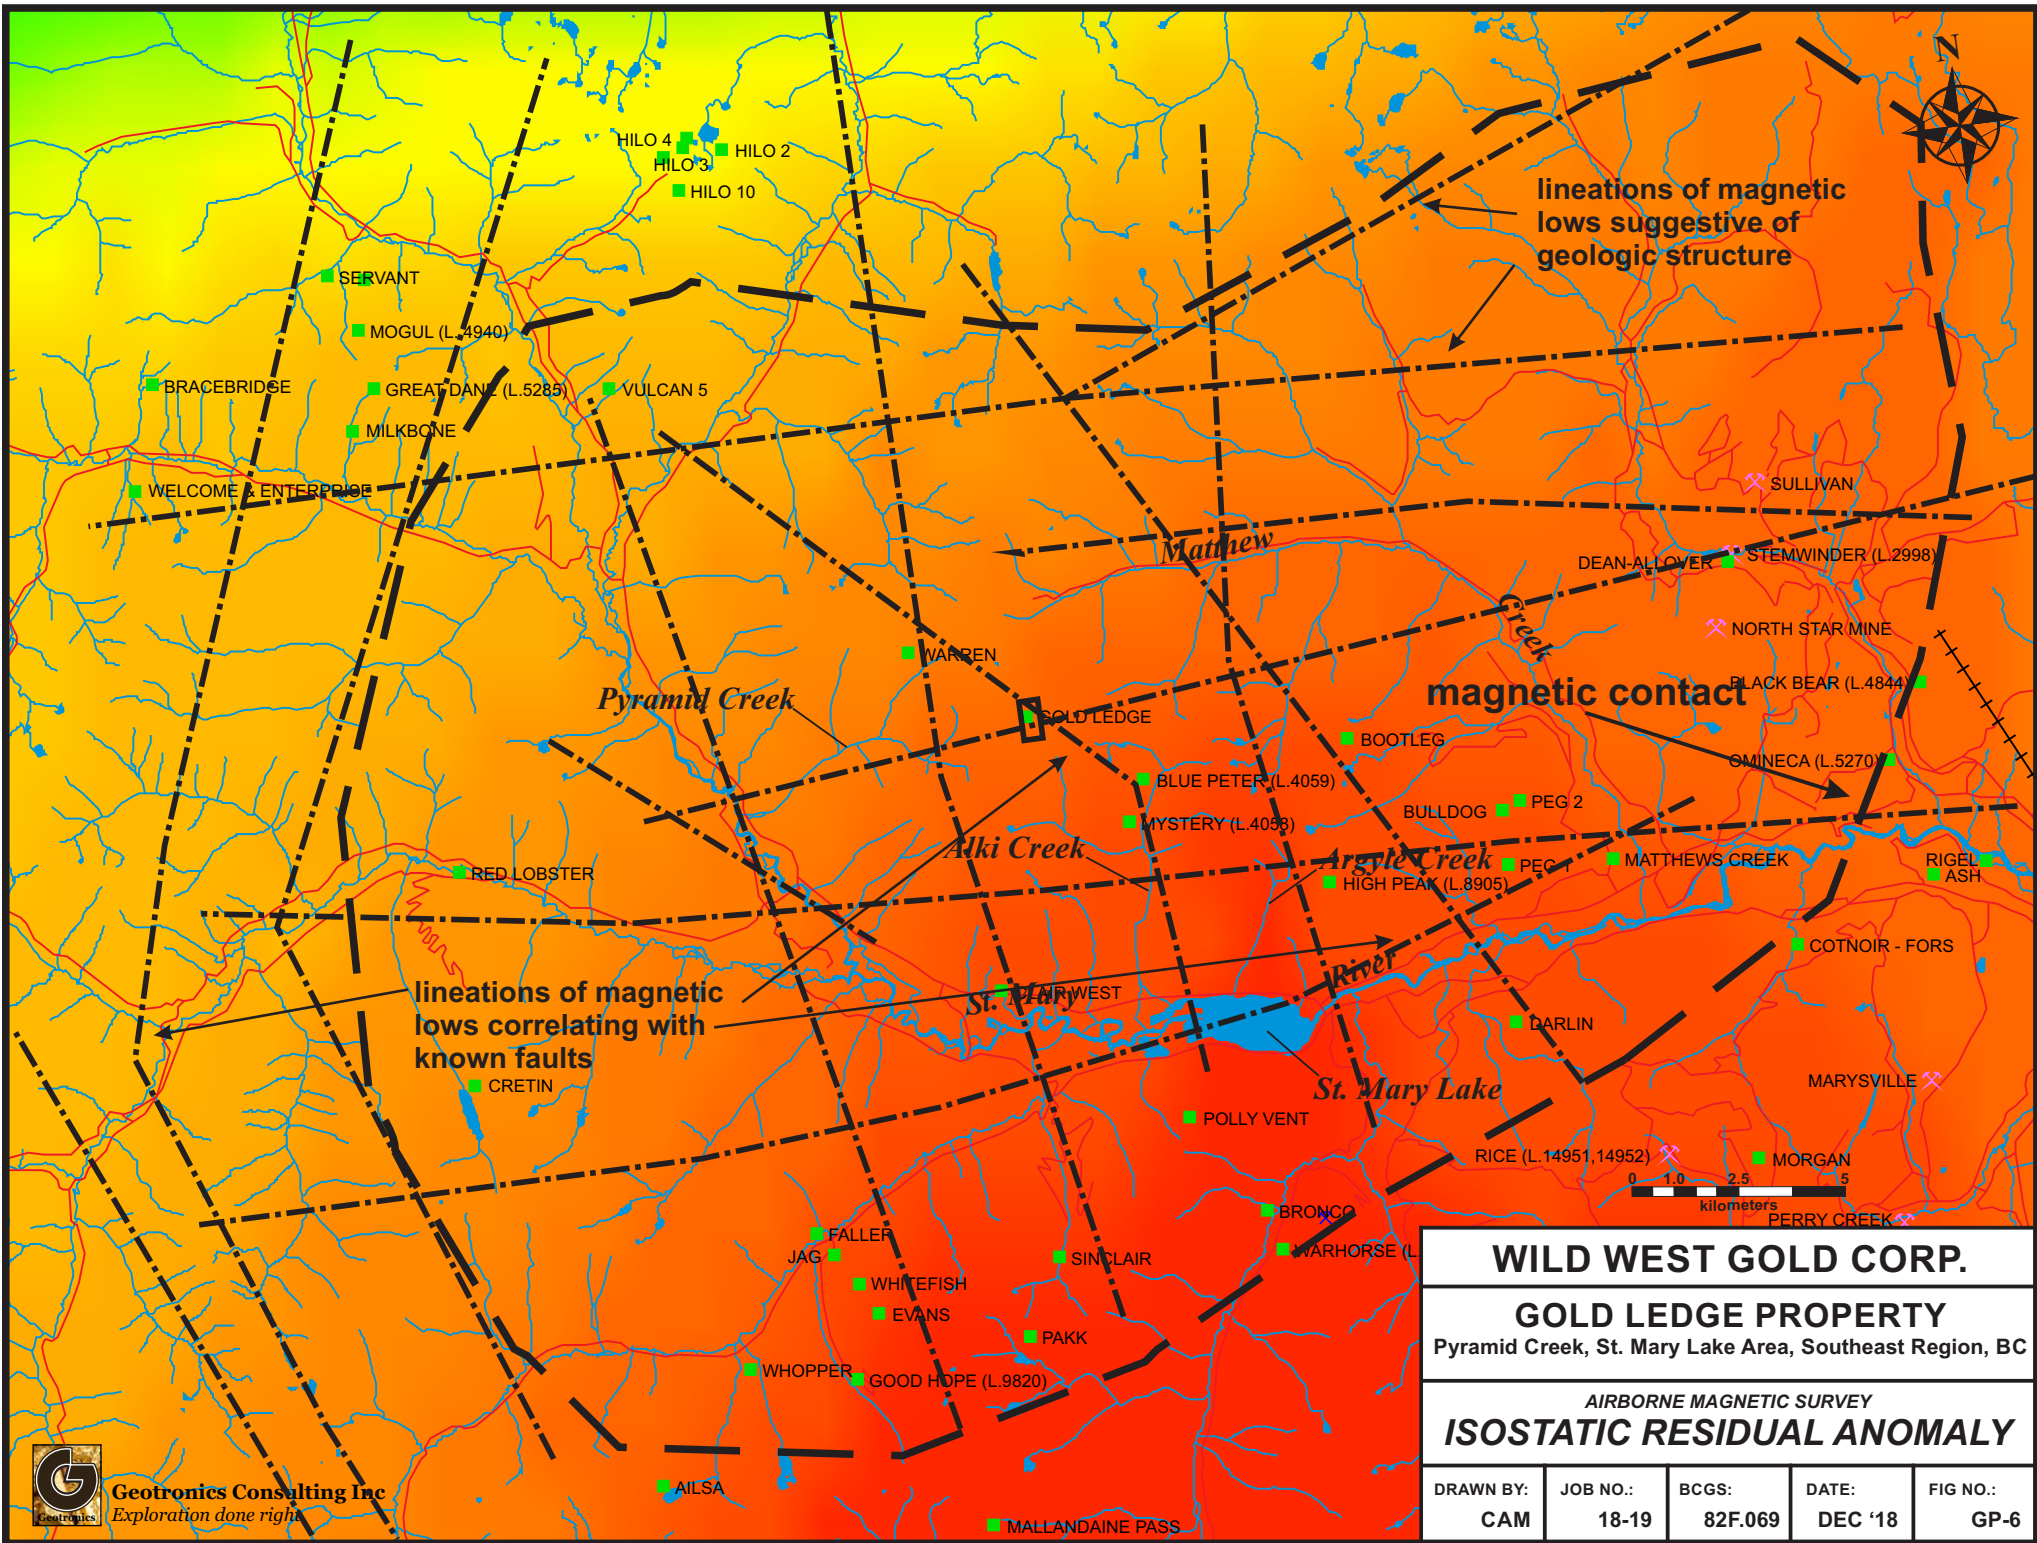 N
HILO 4
HILO 2
HILO 3
HILO 10
lineations of magnetic
lows suggestive of
geologic structure
SERVANT
MOGUL (L. 4940)
BRACEBRIDGE
GREAT DANE (L.5285)
VULCAN 5
MILKBONE
WELCOME & ENTERPRISE
SULLIVAN
Matthew
Creek
DEAN-ALLOVER
STEMWINDER (L.2998)
NORTH STAR MINE
WARREN
Pyramid Creek
magnetic contact
BLACK BEAR (L.4844)
GOLD LEDGE
BOOTLEG
OMINECA (L.5270)
BLUE PETER (L.4059)
PEG 2
BULLDOG
MYSTERY (L.4058)
Alki Creek
Argyle Creek
PEG 1
MATTHEWS CREEK
RIGEL
ASH
RED LOBSTER
HIGH PEAK (L.8905)
COTNOIR - FORS
lineations of magnetic
lows correlating with
known faults
St. Mary
River
BLAIR WEST
DARLIN
CRETIN
St. Mary Lake
MARYSVILLE
POLLY VENT
RICE (L.14951,14952)
MORGAN
0 1.0 2.5 5
kilometers
PERRY CREEK
BRONCO
FALLER
JAG
SINCLAIR
WARHORSE (L.
WHITEFISH
EVANS
PAKK
WHOPPER
GOOD HOPE (L.9820)
AILSA
MALLANDAINE PASS
Geotronics
Geotronics Consulting Inc
Exploration done right
WILD WEST GOLD CORP.
GOLD LEDGE PROPERTY
Pyramid Creek, St. Mary Lake Area, Southeast Region, BC
AIRBORNE MAGNETIC SURVEY
ISOSTATIC RESIDUAL ANOMALY
DRAWN BY: JOB NO.: BCGS: DATE: FIG NO.:
CAM 18-19 82F.069 DEC ‘18 GP-6